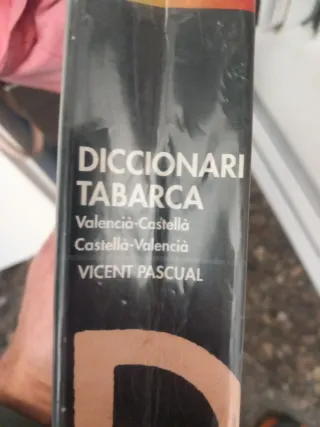 DICCIONARI
TABARCA
Valencià-Castellà
Castellà-Valencià
VICENT PASCUAL
D